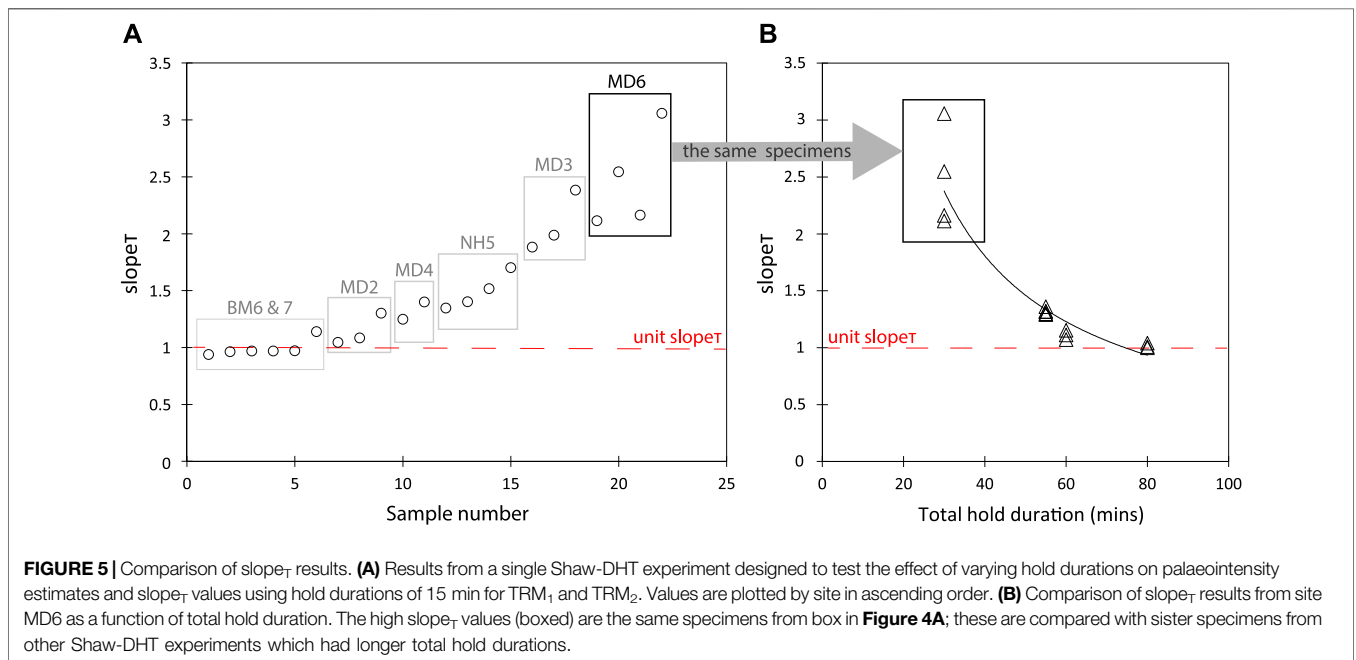 A
B
3.5
3
2.5
2
1.5
1
0.5
0
slopeT
BM6 & 7
MD2
MD4
NH5
MD3
MD6
unit slopeT
0
5
10
15
20
25
Sample number
the same specimens
3.5
3
2.5
2
1.5
1
0.5
0
slopeT
unit slopeT
0
20
40
60
80
100
Total hold duration (mins)
FIGURE 5 | Comparison of slopeT results. (A) Results from a single Shaw-DHT experiment designed to test the effect of varying hold durations on palaeointensity
estimates and slopeT values using hold durations of 15 min for TRM1 and TRM2. Values are plotted by site in ascending order. (B) Comparison of slopeT results from site
MD6 as a function of total hold duration. The high slopeT values (boxed) are the same specimens from box in Figure 4A; these are compared with sister specimens from
other Shaw-DHT experiments which had longer total hold durations.